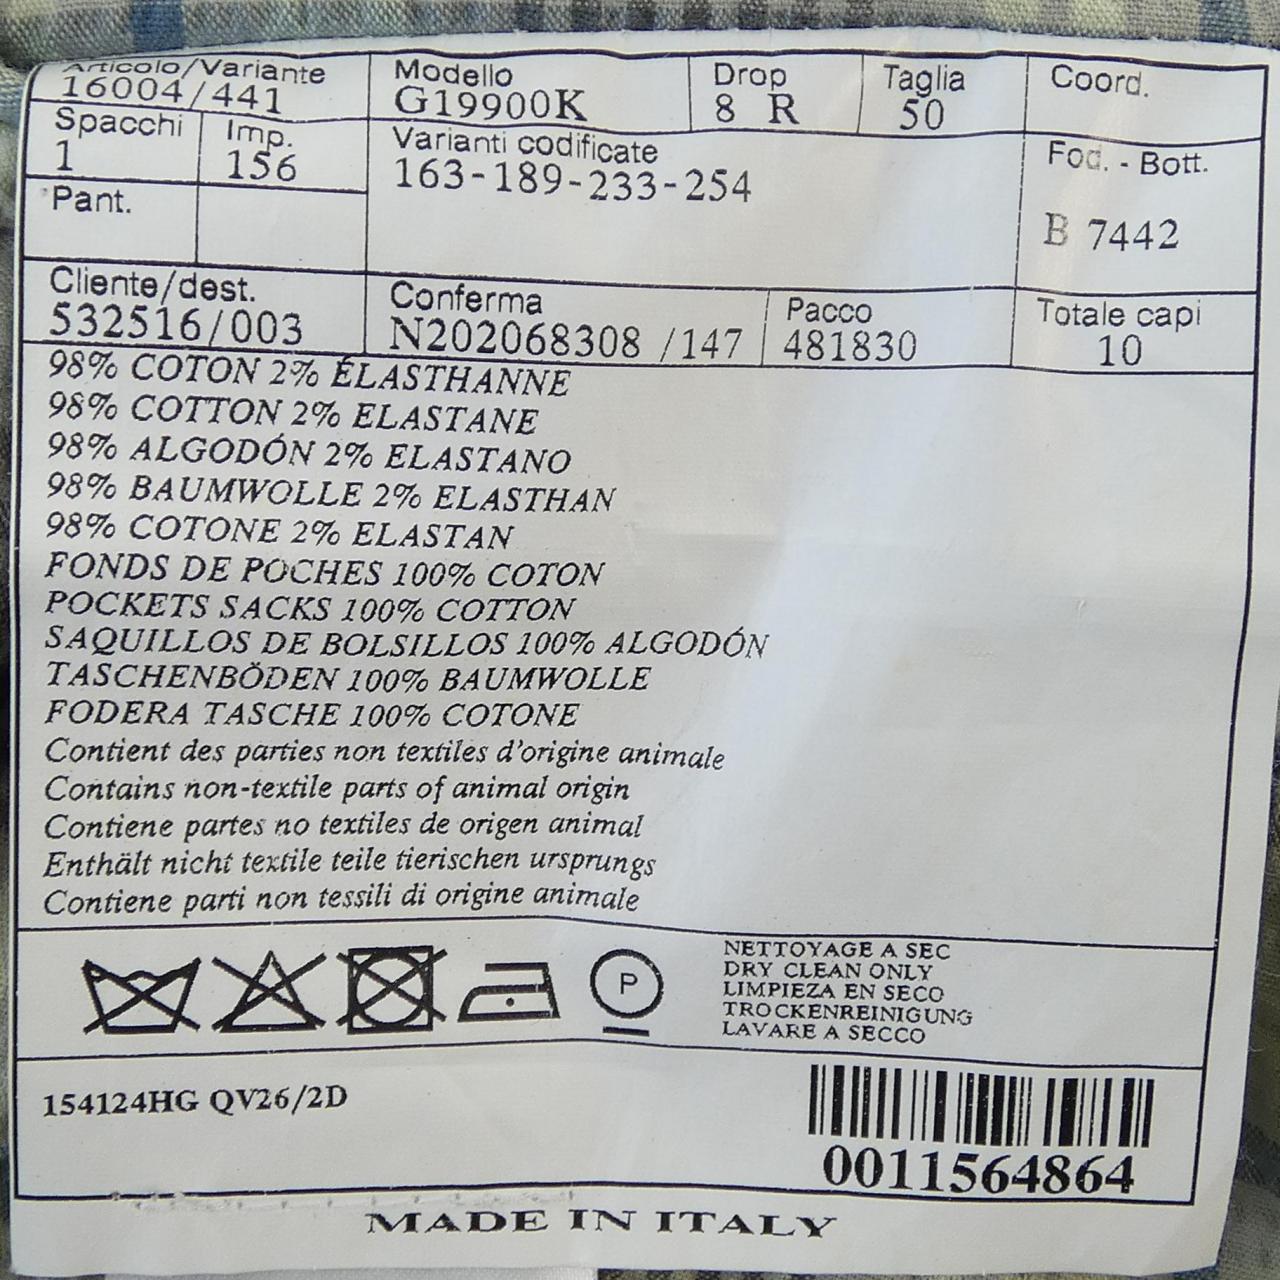 Articolo/Variante
16004/441
Modello
G19900K
Drop
8 R
Taglia
50
Coord.
Spacchi
1
Imp.
156
Varianti codificate
163-189-233-254
Fod. - Bott.
B 7442
Pant.
Cliente/dest.
532516/003
Conferma
N202068308 /147
Pacco
481830
Totale capi
10
98% COTON 2% ÉLASTHANNE
98% COTTON 2% ELASTANE
98% ALGODÓN 2% ELASTANO
98% BAUMWOLLE 2% ELASTHAN
98% COTONE 2% ELASTAN
FONDS DE POCHES 100% COTON
POCKETS SACKS 100% COTTON
SAQUILLOS DE BOLSILLOS 100% ALGODÓN
TASCHENBÖDEN 100% BAUMWOLLE
FODERA TASCHE 100% COTONE
Contient des parties non textiles d'origine animale
Contains non-textile parts of animal origin
Contiene partes no textiles de origen animal
Enthält nicht textile teile tierischen ursprungs
Contiene parti non tessili di origine animale
P
NETTOYAGE A SEC
DRY CLEAN ONLY
LIMPIEZA EN SECO
TROCKENREINIGUNG
LAVARE A SECCO
154124HG QV26/2D
0011564864
MADE IN ITALY